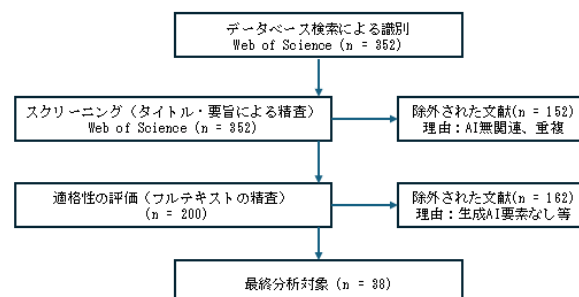 データベース検索による識別
Web of Science (n = 352)
スクリーニング（タイトル・要旨による精査）
Web of Science (n = 352)
除外された文献(n = 152)
理由：AI無関連、重複
適格性の評価（フルテキストの精査）
(n = 200)
除外された文献(n = 162)
理由：生成AI要素なし等
最終分析対象 (n = 38)